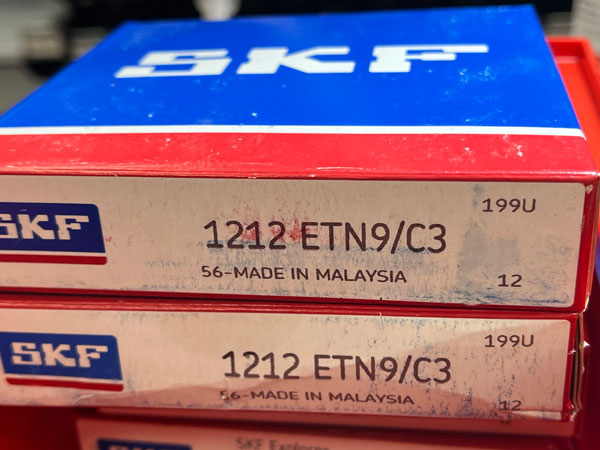 SKF
199U
SKF
1212 ETN9/C3
56-MADE IN MALAYSIA
12
199U
SKF
1212 ETN9/C3
56-MADE IN MALAYSIA
12
SKF Explorer